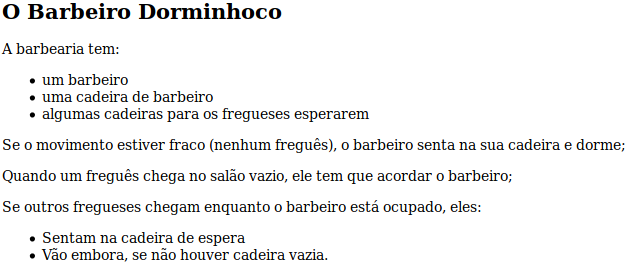 O Barbeiro Dorminhoco
A barbearia tem:
• um barbeiro
• uma cadeira de barbeiro
• algumas cadeiras para os fregueses esperarem
Se o movimento estiver fraco (nenhum freguês), o barbeiro senta na sua cadeira e dorme;
Quando um freguês chega no salão vazio, ele tem que acordar o barbeiro;
Se outros fregueses chegam enquanto o barbeiro está ocupado, eles:
• Sentam na cadeira de espera
• Vão embora, se não houver cadeira vazia.